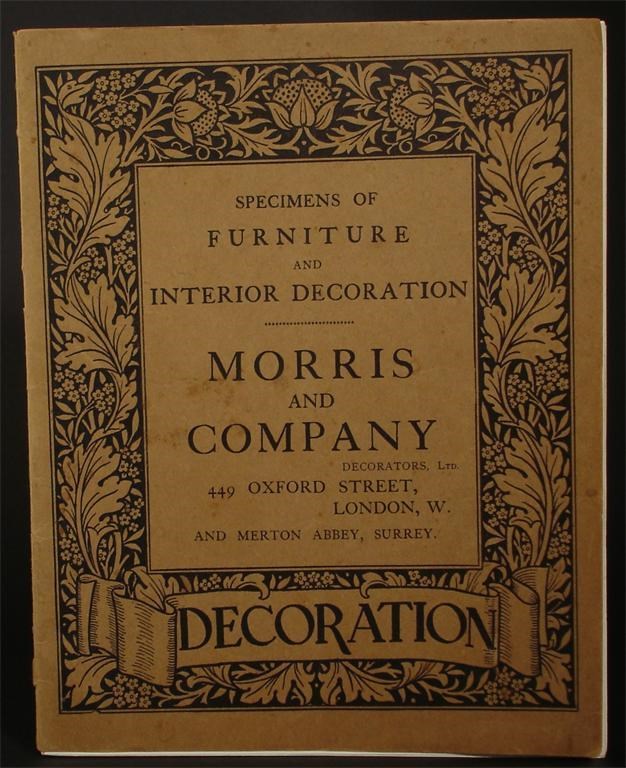 SPECIMENS OF
FURNITURE
AND
INTERIOR DECORATION
MORRIS
AND
COMPANY
DECORATORS, LTD.
449 OXFORD STREET,
LONDON, W.
AND MERTON ABBEY, SURREY.
DECORATION